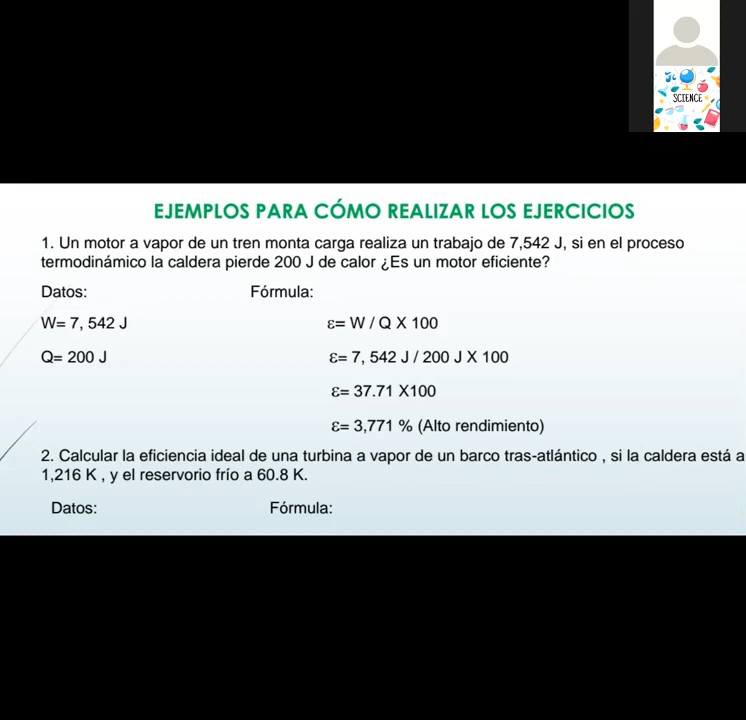 SCIENCE
EJEMPLOS PARA CÓMO REALIZAR LOS EJERCICIOS
1. Un motor a vapor de un tren monta carga realiza un trabajo de 7,542 J, si en el proceso
termodinámico la caldera pierde 200 J de calor ¿Es un motor eficiente?
Datos: Fórmula:
W= 7, 542 J ε= W / Q X 100
Q= 200 J ε= 7, 542 J / 200 J X 100
ε= 37.71 X100
ε= 3,771 % (Alto rendimiento)
2. Calcular la eficiencia ideal de una turbina a vapor de un barco tras-atlántico , si la caldera está a
1,216 K , y el reservorio frío a 60.8 K.
Datos: Fórmula: